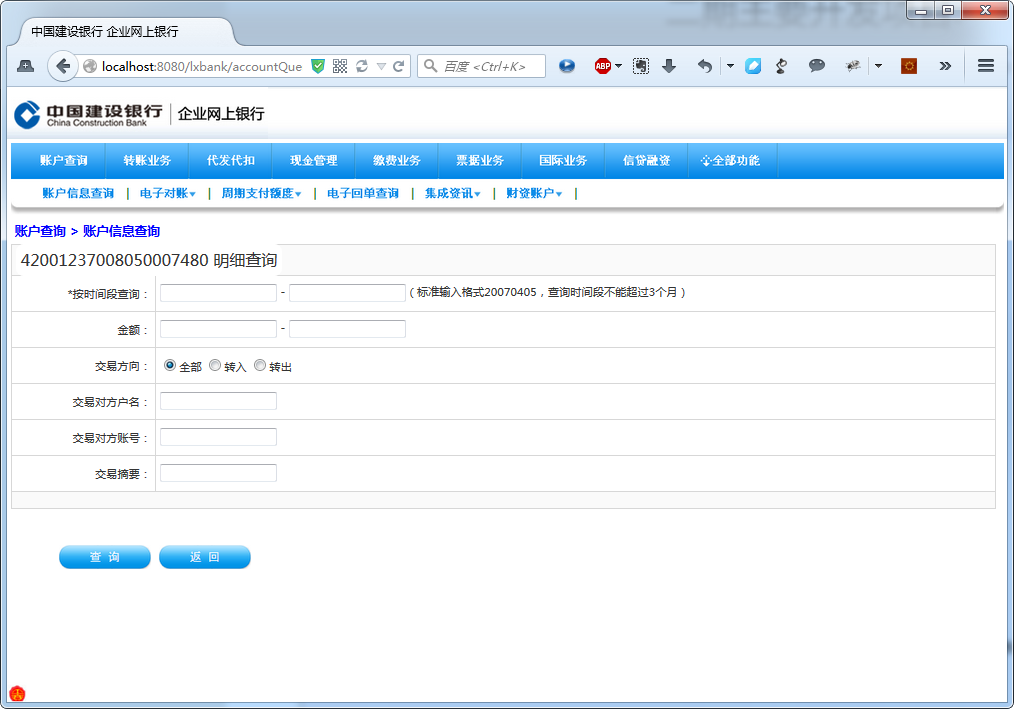 二期主要开发
中国建设银行 企业网上银行
localhost:8080/lxbank/accountQue
百度 <Ctrl+K>
ABP
中国建设银行
China Construction Bank
企业网上银行
账户查询 转账业务 代发代扣 现金管理 缴费业务 票据业务 国际业务 信贷融资 全部功能
账户信息查询 | 电子对账 | 周期支付额度 | 电子回单查询 | 集成资讯 | 财资账户 |
账户查询 > 账户信息查询
42001237008050007480 明细查询
*按时间段查询： - ( 标准输入格式20070405，查询时间段不能超过3个月 )
金额： -
交易方向： 全部 转入 转出
交易对方户名：
交易对方账号：
交易摘要：
查 询 返 回